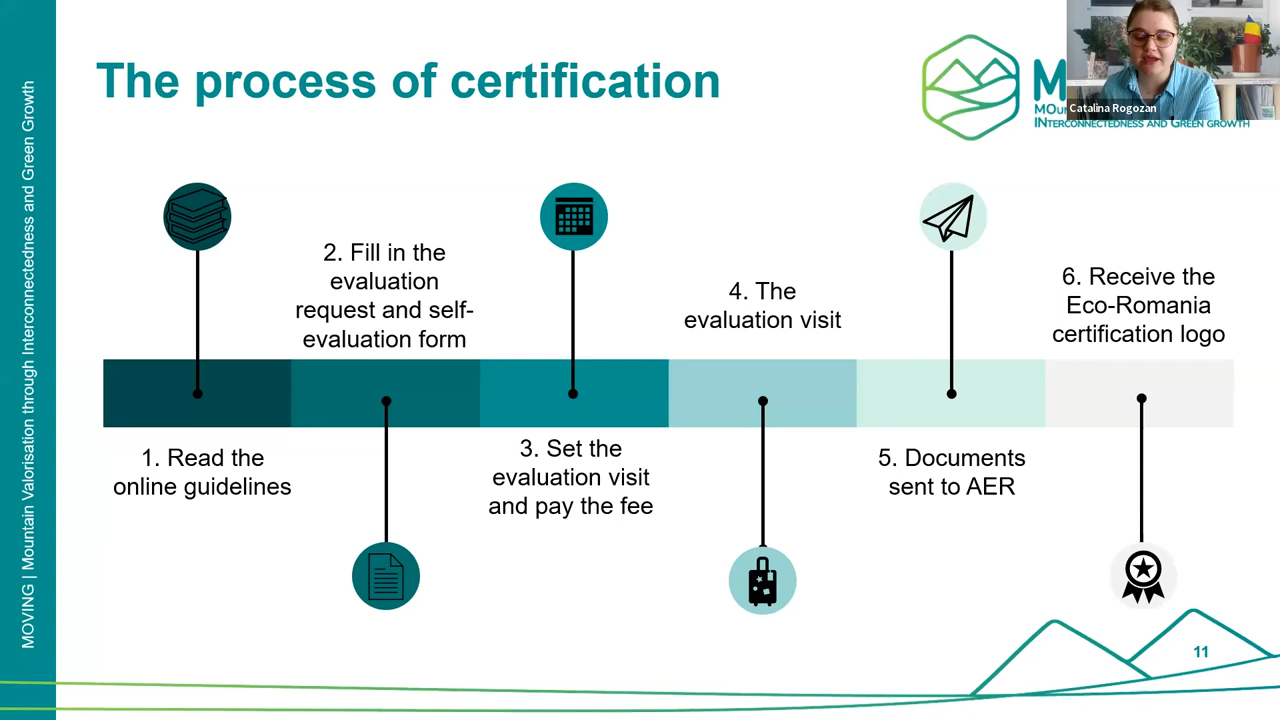 The process of certification
M
Catalina Rogozan
INTERCONNECTEDNESS AND GREEN GROWTH
MOVING | Mountain Valorisation through Interconnectedness and Green Growth
2. Fill in the
evaluation
request and self-
evaluation form
4. The
evaluation visit
6. Receive the
Eco-Romania
certification logo
1. Read the
online guidelines
3. Set the
evaluation visit
and pay the fee
5. Documents
sent to AER
11